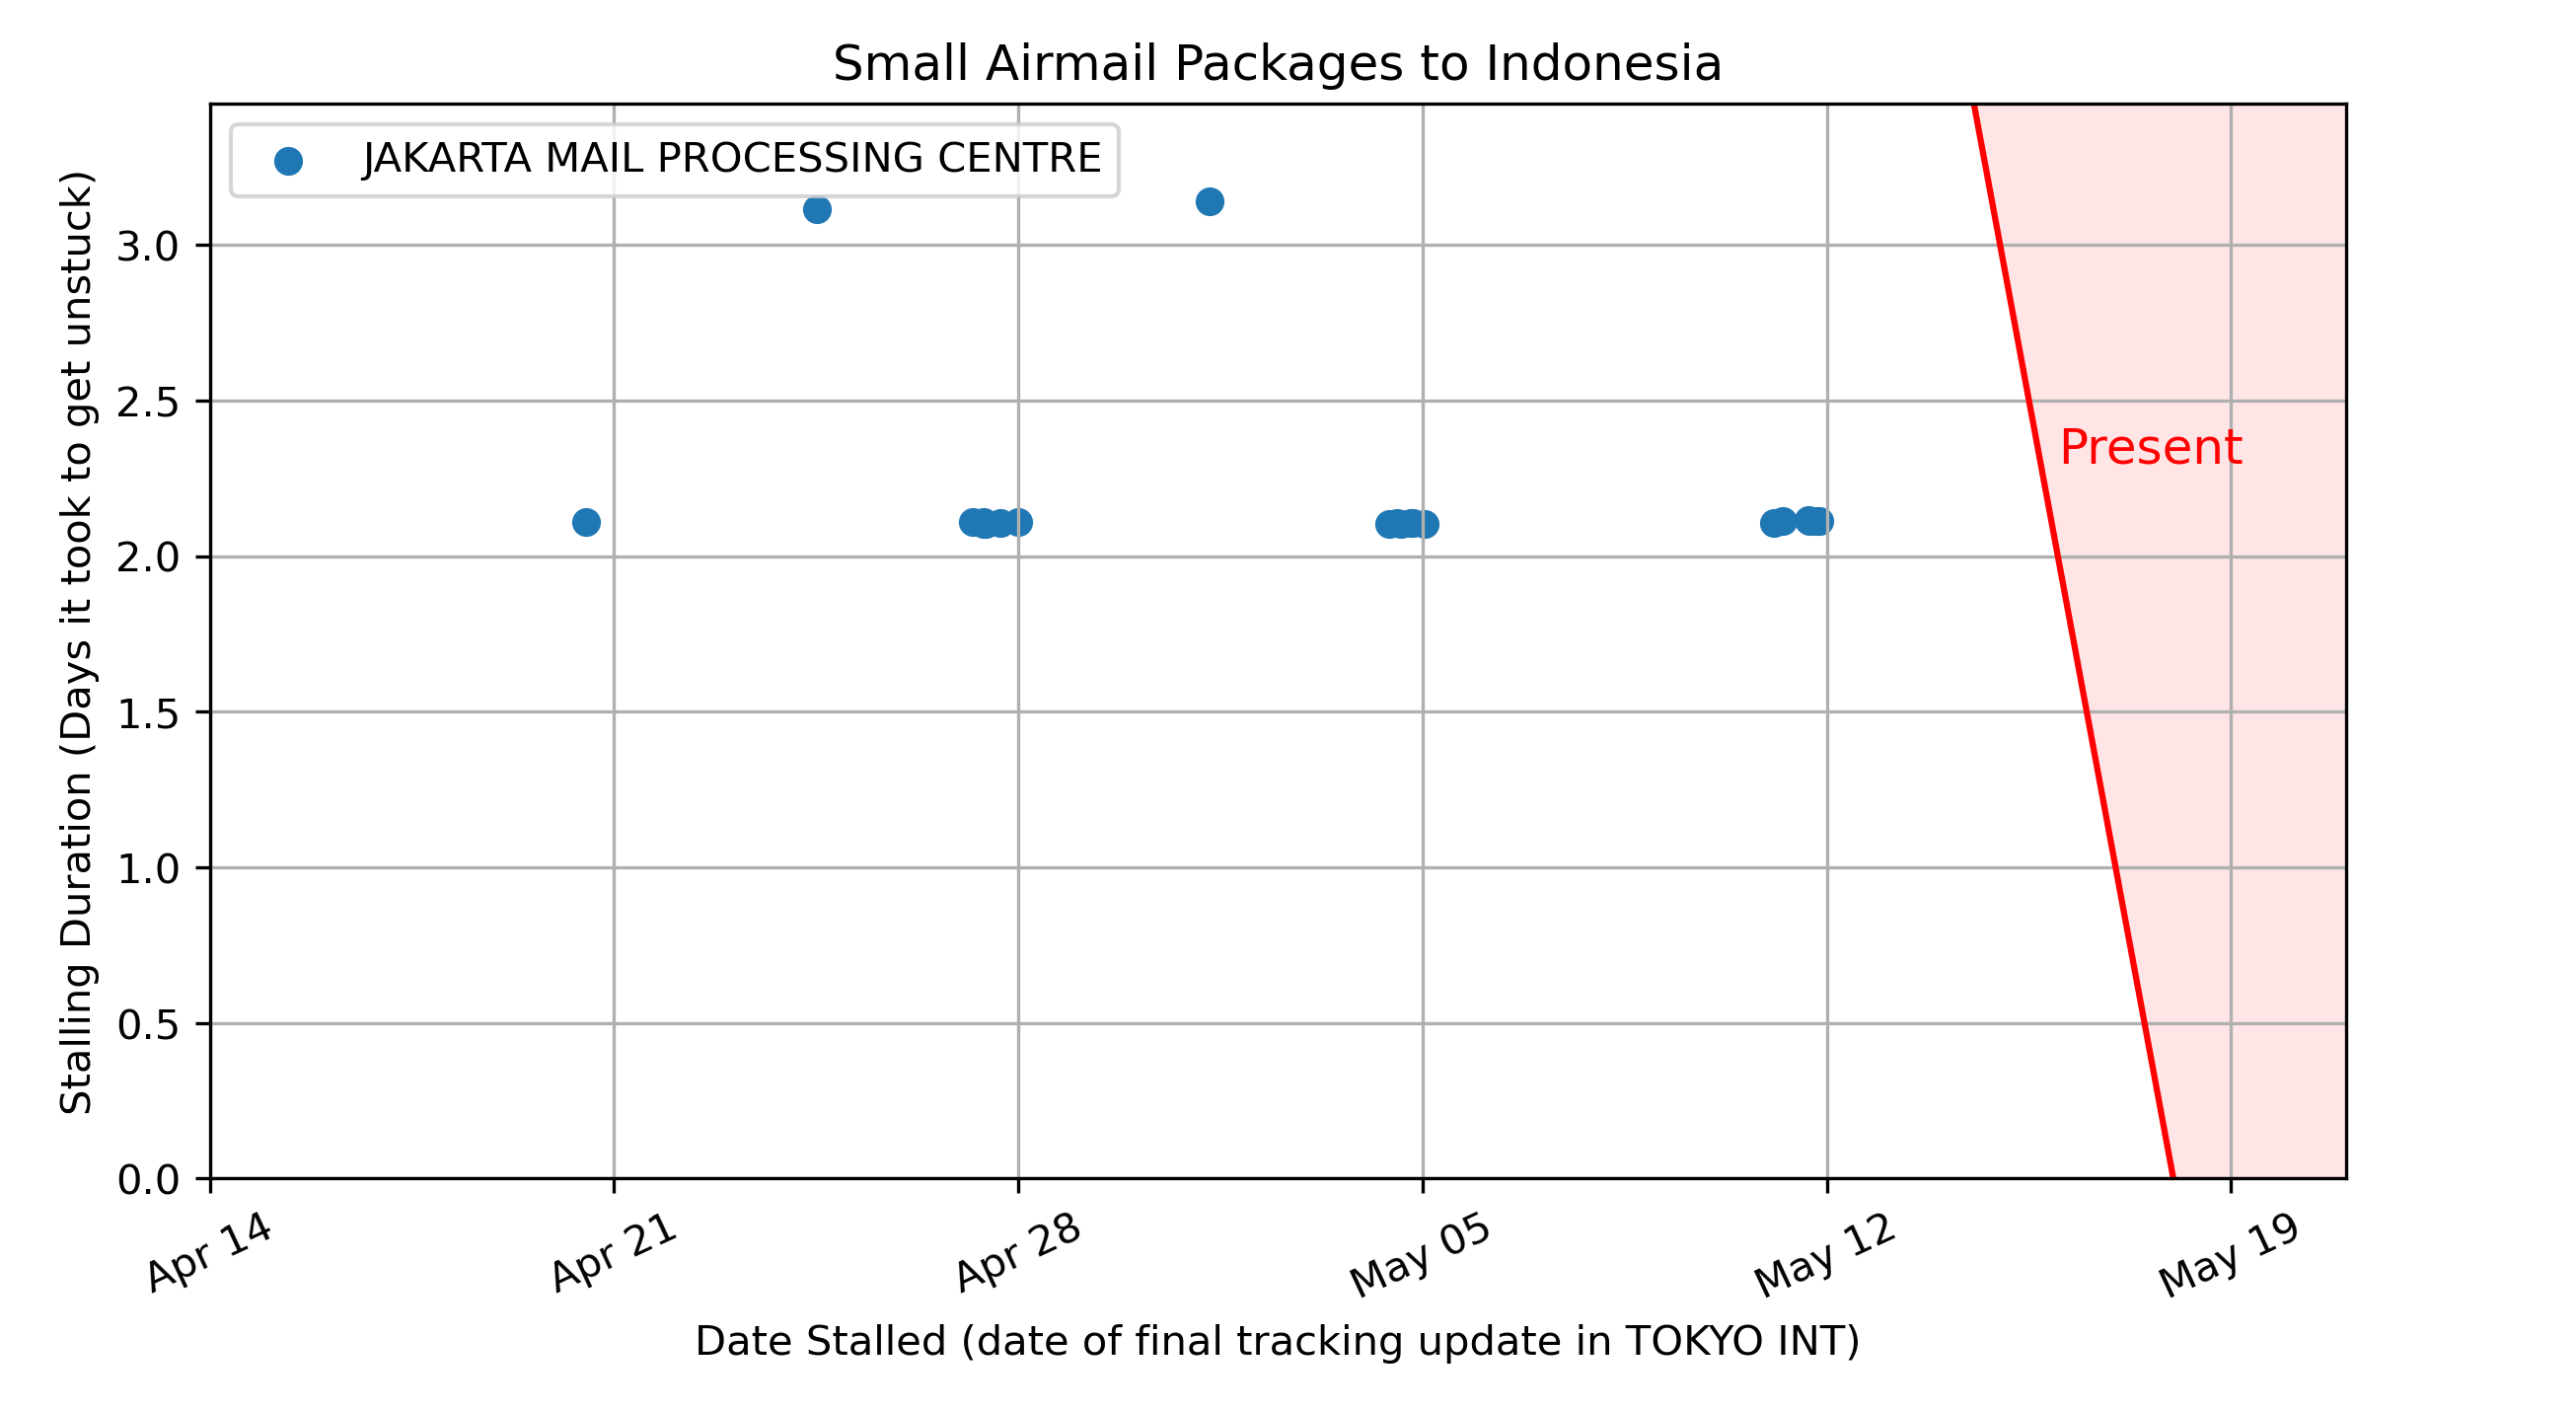 Small Airmail Packages to Indonesia
JAKARTA MAIL PROCESSING CENTRE
Stalling Duration (Days it took to get unstuck)
3.0
2.5
2.0
1.5
1.0
0.5
0.0
Present
Apr 14
Apr 21
Apr 28
May 05
May 12
May 19
Date Stalled (date of final tracking update in TOKYO INT)